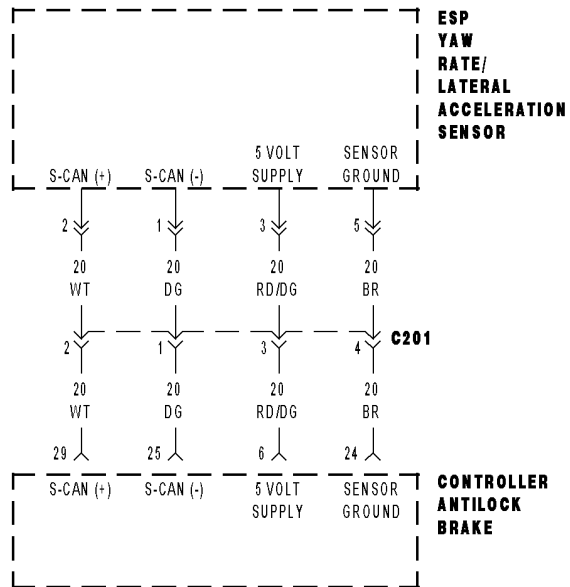 ESP
YAW
RATE/
LATERAL
ACCELERATION
SENSOR
5 VOLT SENSOR
S-CAN (+) S-CAN (-) SUPPLY GROUND
2 1 3 5
20 20 20 20
WT DG RD/DG BR
C201
2 1 3 4
20 20 20 20
WT DG RD/DG BR
29 25 6 24
S-CAN (+) S-CAN (-) 5 VOLT SENSOR
SUPPLY GROUND
CONTROLLER
ANTILOCK
BRAKE